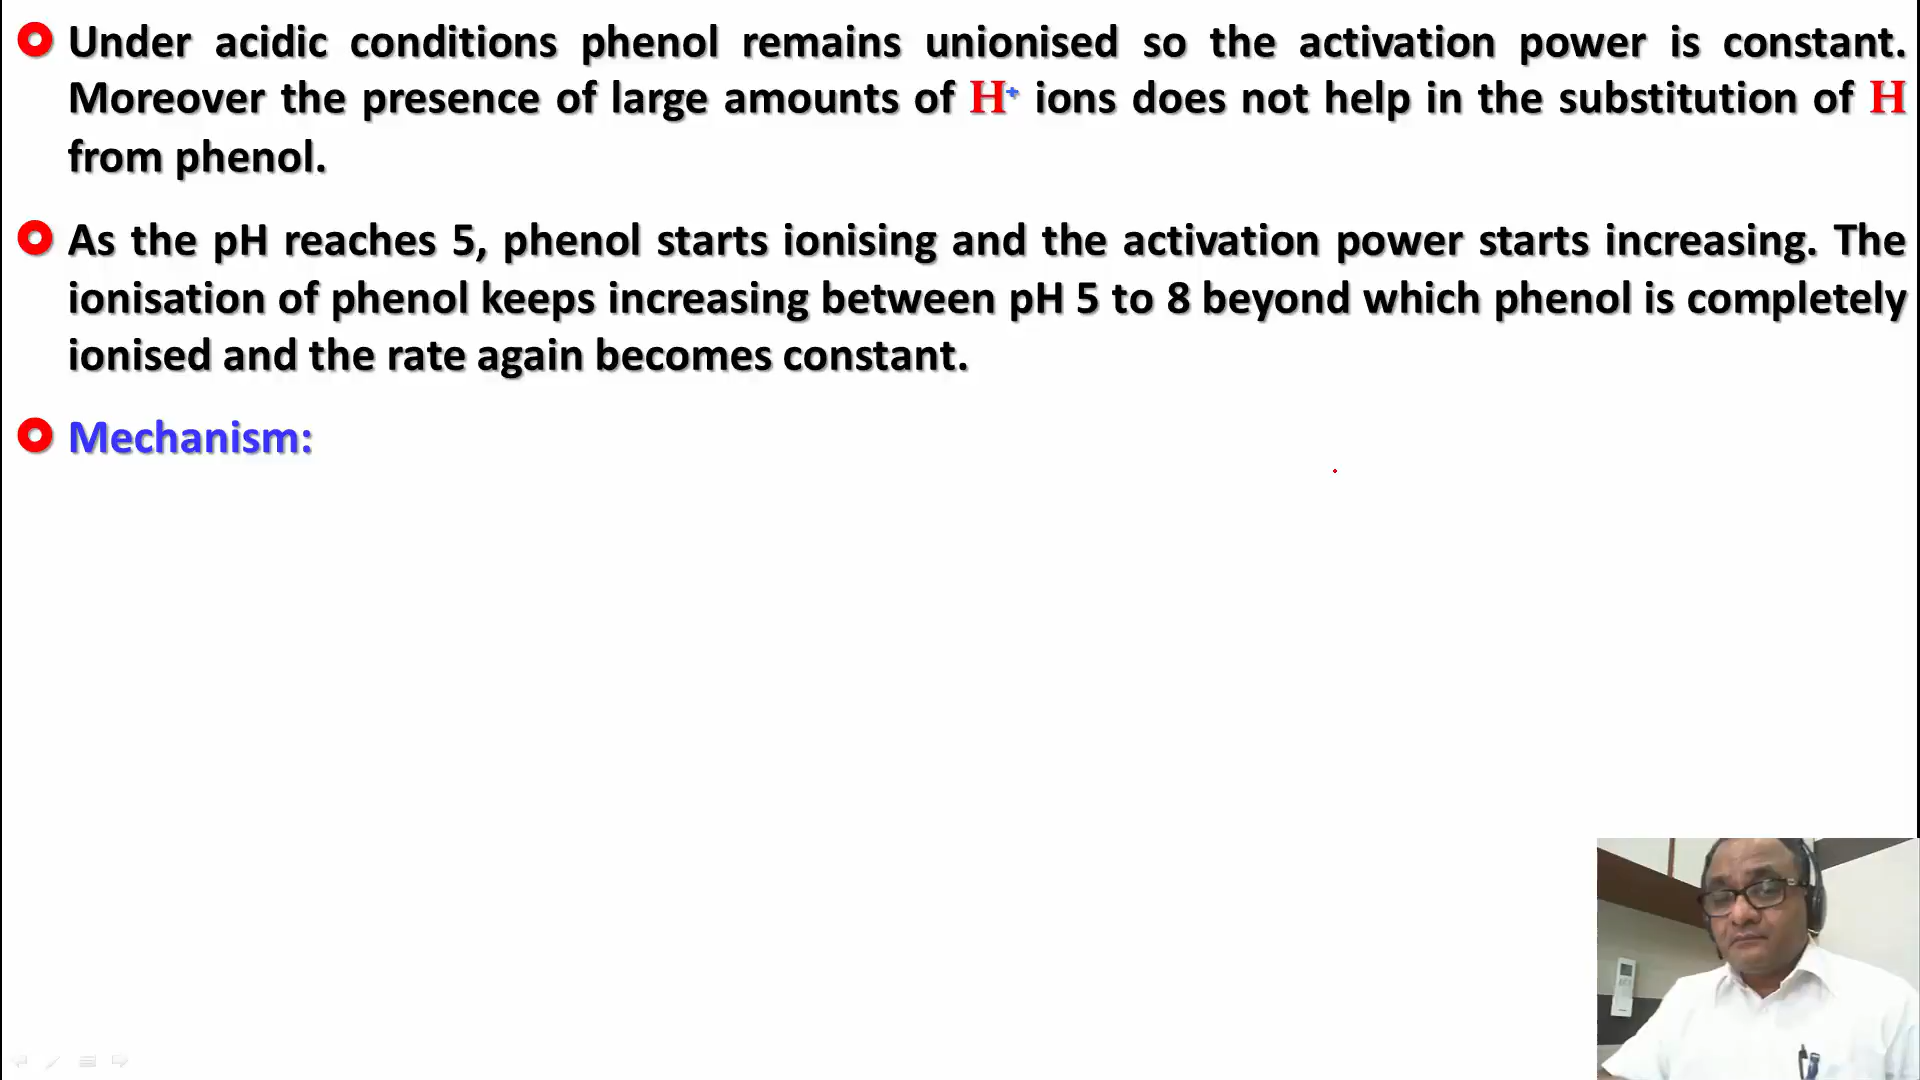 Under acidic conditions phenol remains unionised so the activation power is constant.
Moreover the presence of large amounts of H⁺ ions does not help in the substitution of H
from phenol.
As the pH reaches 5, phenol starts ionising and the activation power starts increasing. The
ionisation of phenol keeps increasing between pH 5 to 8 beyond which phenol is completely
ionised and the rate again becomes constant.
Mechanism: